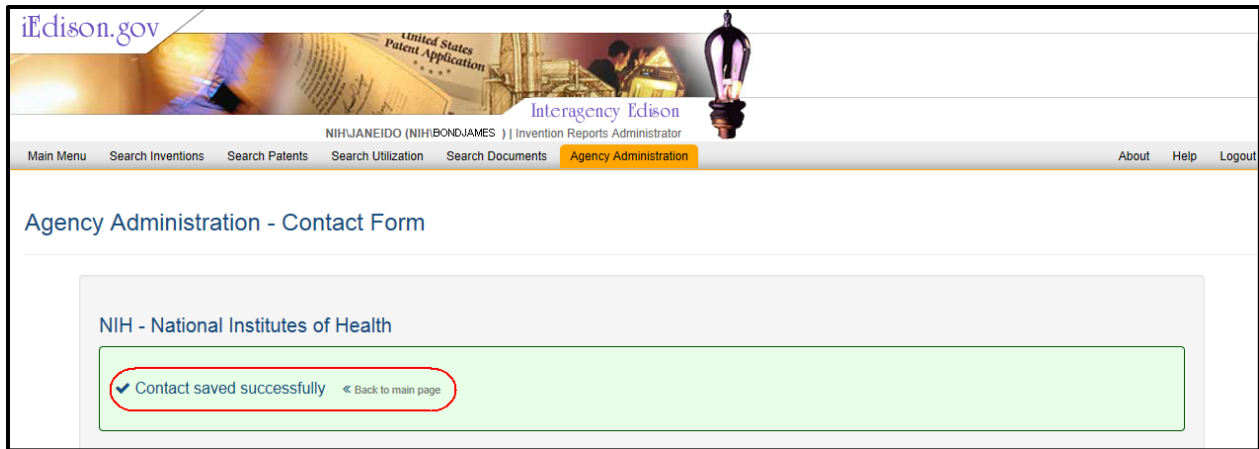 iEdison.gov
United States
Patent Application
Interagency Edison
NIH\JANEIDO (NIH\BONDJAMES ) | Invention Reports Administrator
Main Menu Search Inventions Search Patents Search Utilization Search Documents Agency Administration About Help Logout
Agency Administration - Contact Form
NIH - National Institutes of Health
✔ Contact saved successfully « Back to main page